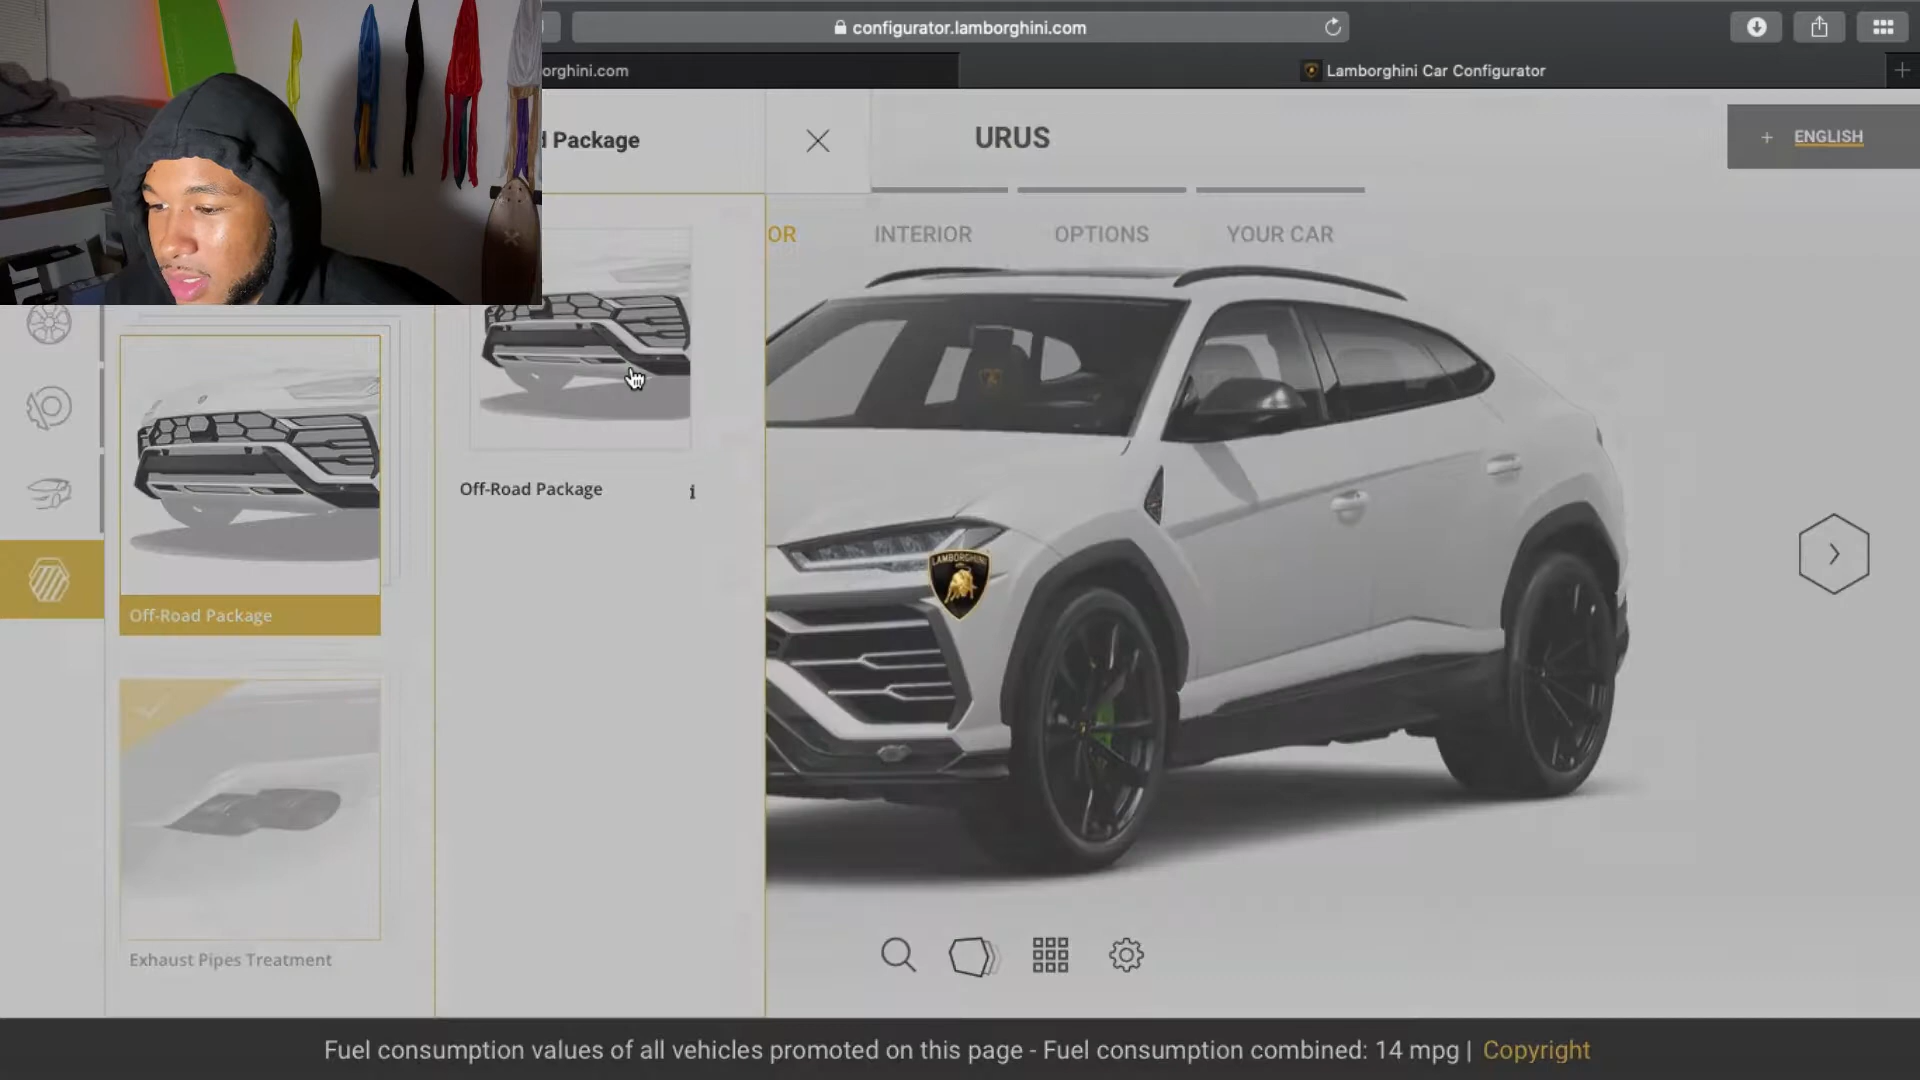 configurator.lamborghini.com
orghini.com
Lamborghini Car Configurator
Package
URUS
+ ENGLISH
OR
INTERIOR
OPTIONS
YOUR CAR
Off-Road Package
i
LAMBORGHINI
Off-Road Package
Exhaust Pipes Treatment
Fuel consumption values of all vehicles promoted on this page - Fuel consumption combined: 14 mpg | Copyright